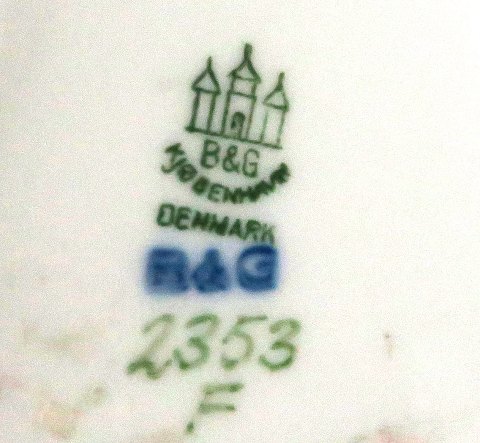 B&G
KJØBENHAVN
DENMARK
B&G
2353
F